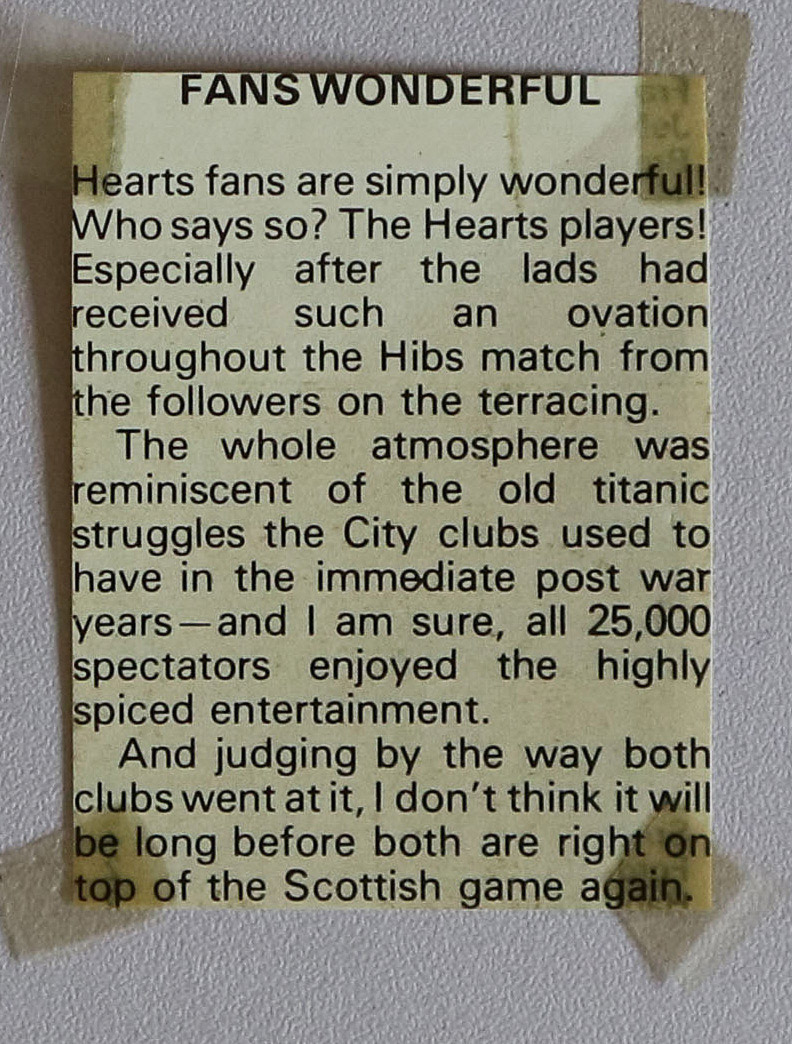 FANS WONDERFUL
Hearts fans are simply wonderful!
Who says so? The Hearts players!
Especially after the lads had
received such an ovation
throughout the Hibs match from
the followers on the terracing.
The whole atmosphere was
reminiscent of the old titanic
struggles the City clubs used to
have in the immediate post war
years—and I am sure, all 25,000
spectators enjoyed the highly
spiced entertainment.
And judging by the way both
clubs went at it, I don't think it will
be long before both are right on
top of the Scottish game again.